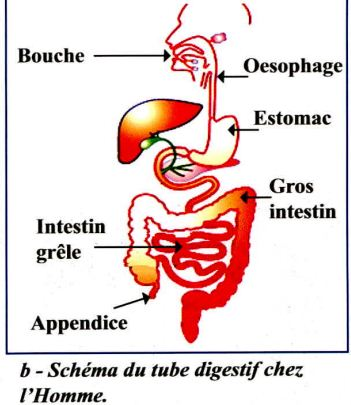 Bouche
Oesophage
Estomac
Gros
intestin
Intestin
grêle
Appendice
b - Schéma du tube digestif chez
l'Homme.